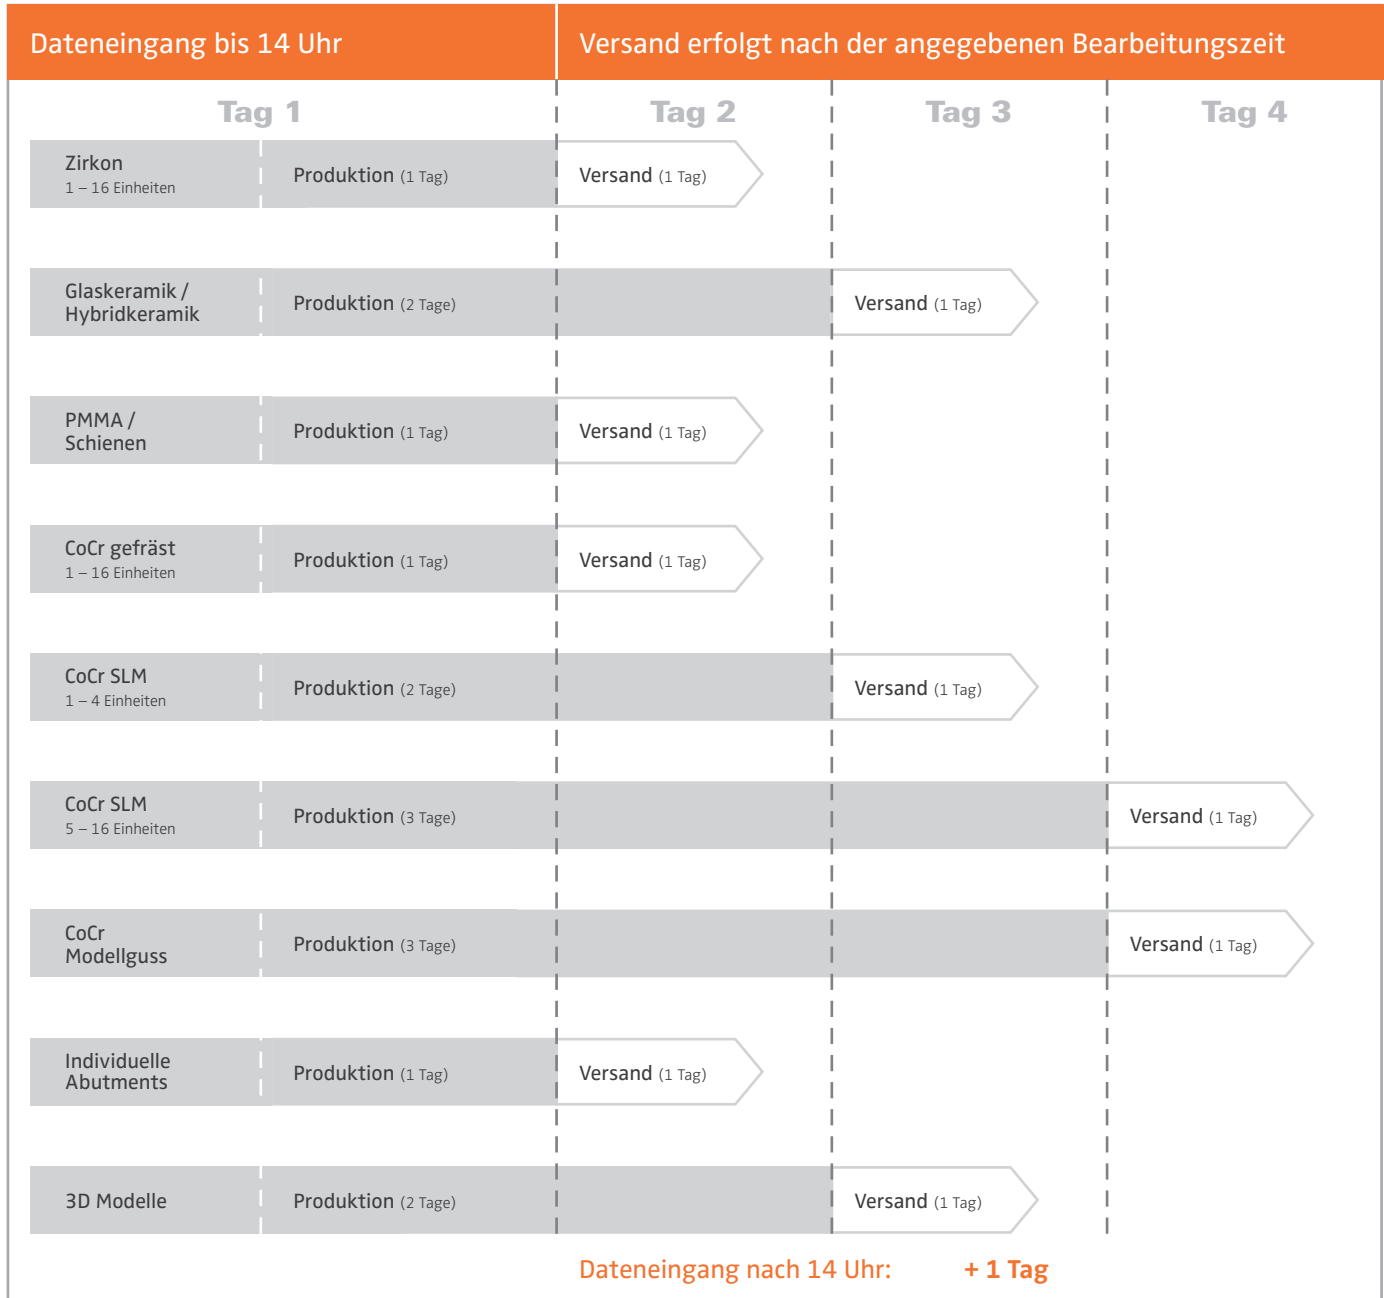 Dateneingang bis 14 Uhr
Versand erfolgt nach der angegebenen Bearbeitungszeit
Tag 1
Tag 2
Tag 3
Tag 4
Zirkon
1 – 16 Einheiten
Produktion (1 Tag)
Versand (1 Tag)
Glaskeramik /
Hybridkeramik
Produktion (2 Tage)
Versand (1 Tag)
PMMA /
Schienen
Produktion (1 Tag)
Versand (1 Tag)
CoCr gefräst
1 – 16 Einheiten
Produktion (1 Tag)
Versand (1 Tag)
CoCr SLM
1 – 4 Einheiten
Produktion (2 Tage)
Versand (1 Tag)
CoCr SLM
5 – 16 Einheiten
Produktion (3 Tage)
Versand (1 Tag)
CoCr
Modellguss
Produktion (3 Tage)
Versand (1 Tag)
Individuelle
Abutments
Produktion (1 Tag)
Versand (1 Tag)
3D Modelle
Produktion (2 Tage)
Versand (1 Tag)
Dateneingang nach 14 Uhr: + 1 Tag